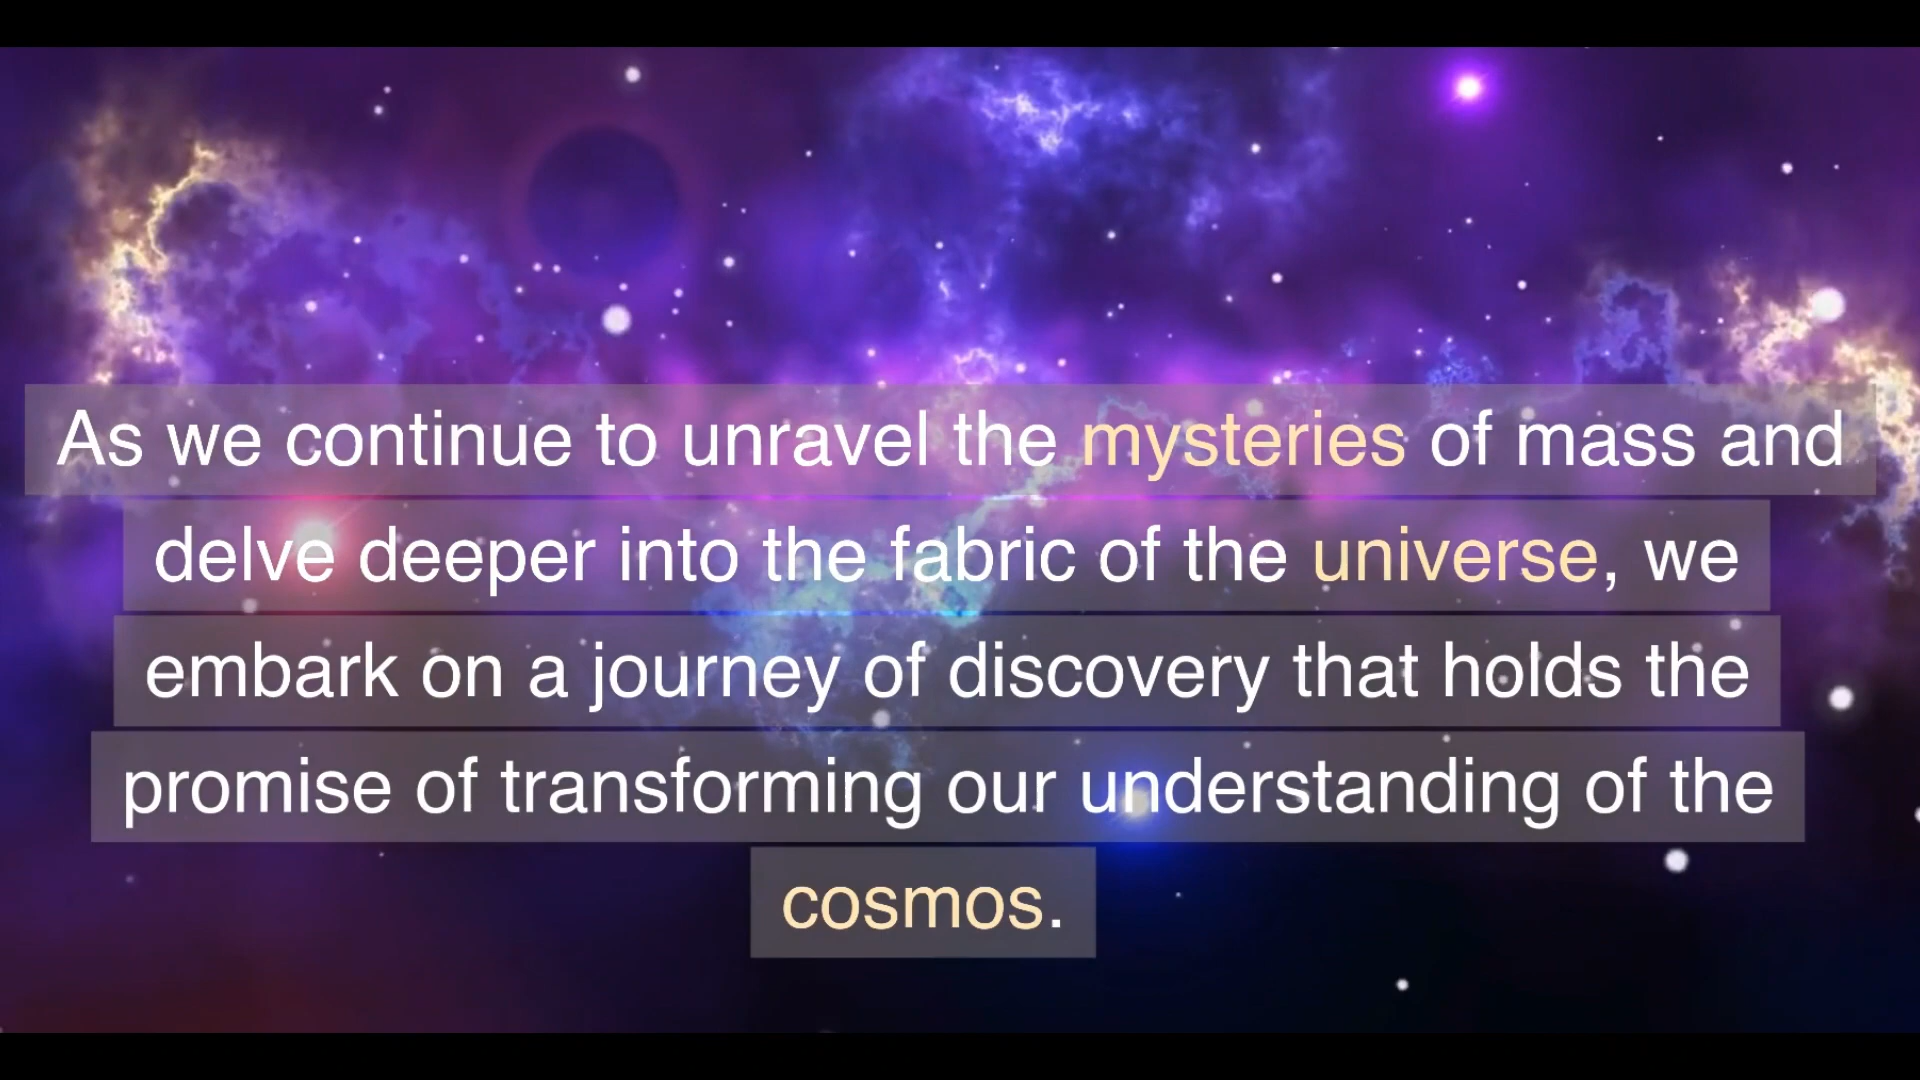 As we continue to unravel the mysteries of mass and
delve deeper into the fabric of the universe, we
embark on a journey of discovery that holds the
promise of transforming our understanding of the
cosmos.